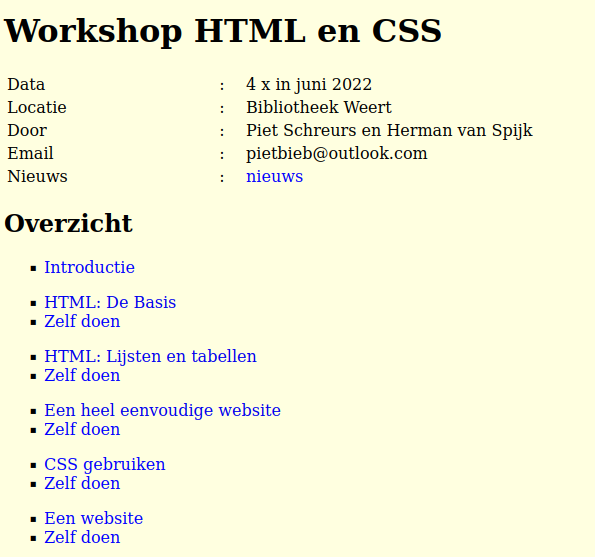 Workshop HTML en CSS
Data : 4 x in juni 2022
Locatie : Bibliotheek Weert
Door : Piet Schreurs en Herman van Spijk
Email : pietbieb@outlook.com
Nieuws : nieuws
Overzicht
Introductie
HTML: De Basis
Zelf doen
HTML: Lijsten en tabellen
Zelf doen
Een heel eenvoudige website
Zelf doen
CSS gebruiken
Zelf doen
Een website
Zelf doen